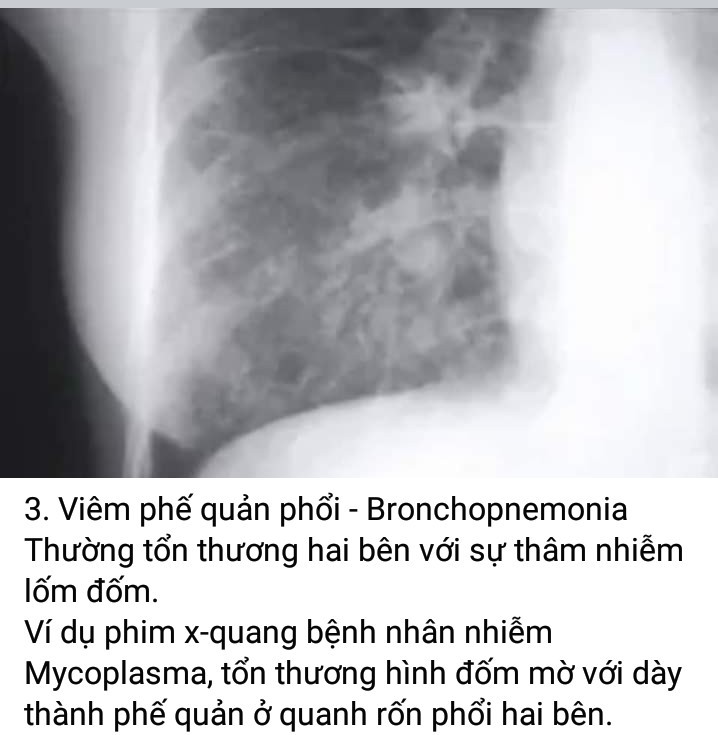 3. Viêm phế quản phổi - Bronchopnemonia
Thường tổn thương hai bên với sự thâm nhiễm
lốm đốm.
Ví dụ phim x-quang bệnh nhân nhiễm
Mycoplasma, tổn thương hình đốm mờ với dày
thành phế quản ở quanh rốn phổi hai bên.